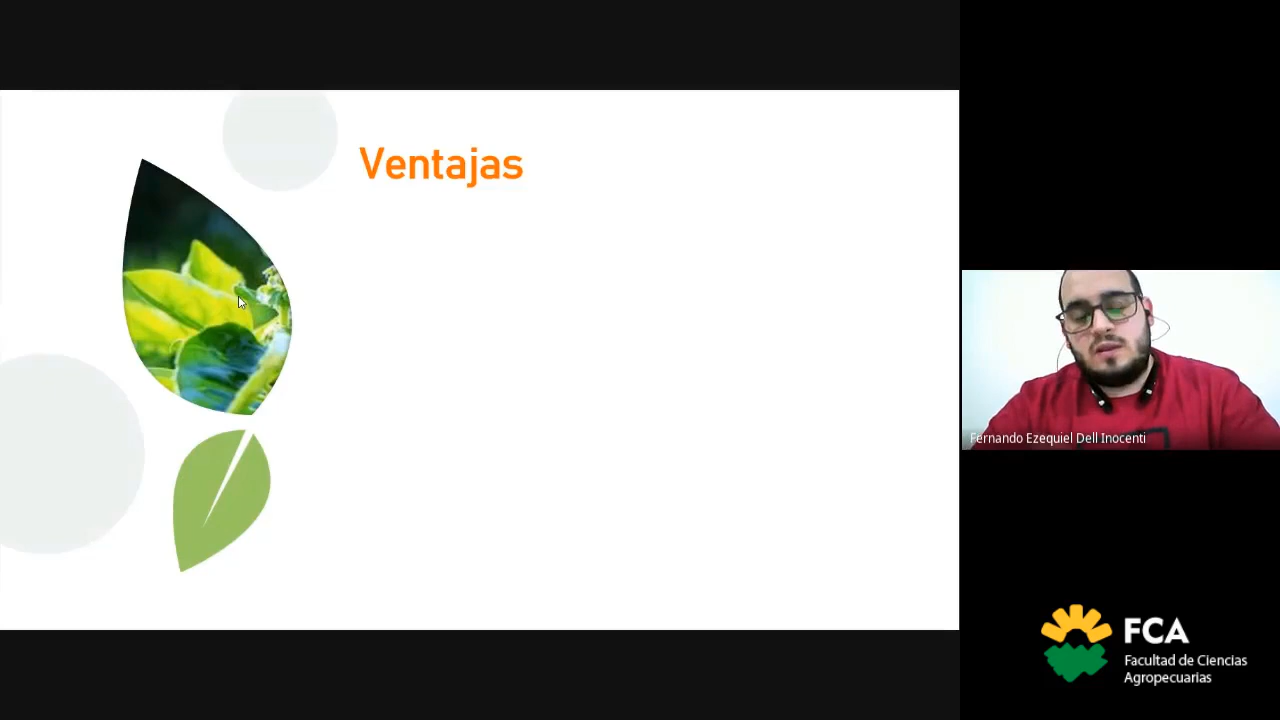 Ventajas
Fernando Ezequiel Dell Inocenti
FCA
Facultad de Ciencias
Agropecuarias